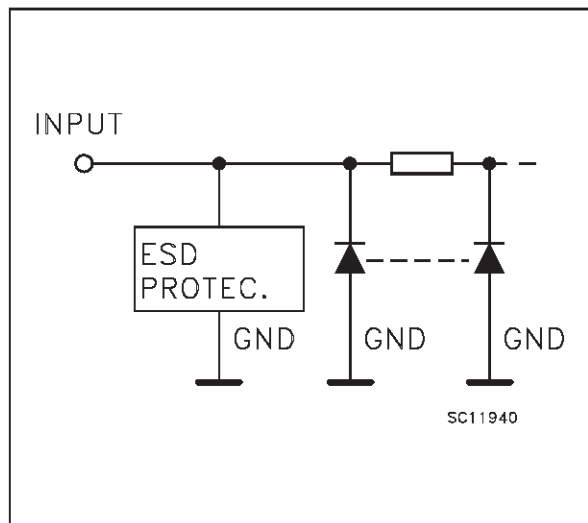 INPUT
ESD
PROTEC.
GND
GND
GND
SC11940